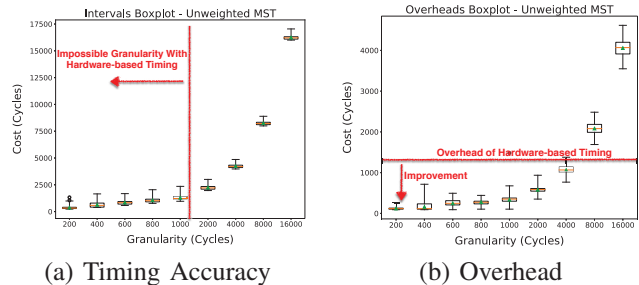 Intervals Boxplot - Unweighted MST
17500
15000
12500
10000
7500
5000
2500
0
Cost (Cycles)
Impossible Granularity With
Hardware-based Timing
200 400 600 800 1000 2000 4000 8000 16000
Granularity (Cycles)
(a) Timing Accuracy
Overheads Boxplot - Unweighted MST
4000
3000
2000
1000
0
Cost (Cycles)
Overhead of Hardware-based Timing
Improvement
200 400 600 800 1000 2000 4000 8000 16000
Granularity (Cycles)
(b) Overhead